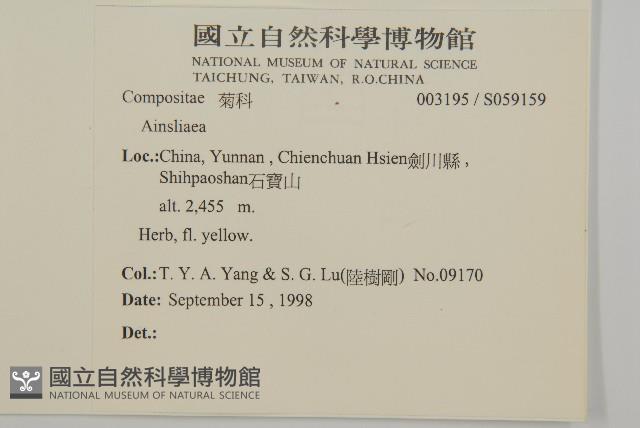 國立自然科學博物館
NATIONAL MUSEUM OF NATURAL SCIENCE
TAICHUNG, TAIWAN, R.O.CHINA
Compositae 菊科 003195 / S059159
Ainsliaea
Loc.:China, Yunnan , Chienchuan Hsien劍川縣 ,
Shihpaoshan石寶山
alt. 2,455 m.
Herb, fl. yellow.
Col.:T. Y. A. Yang & S. G. Lu(陸樹剛) No.09170
Date: September 15 , 1998
Det.:
國立自然科學博物館
NATIONAL MUSEUM OF NATURAL SCIENCE